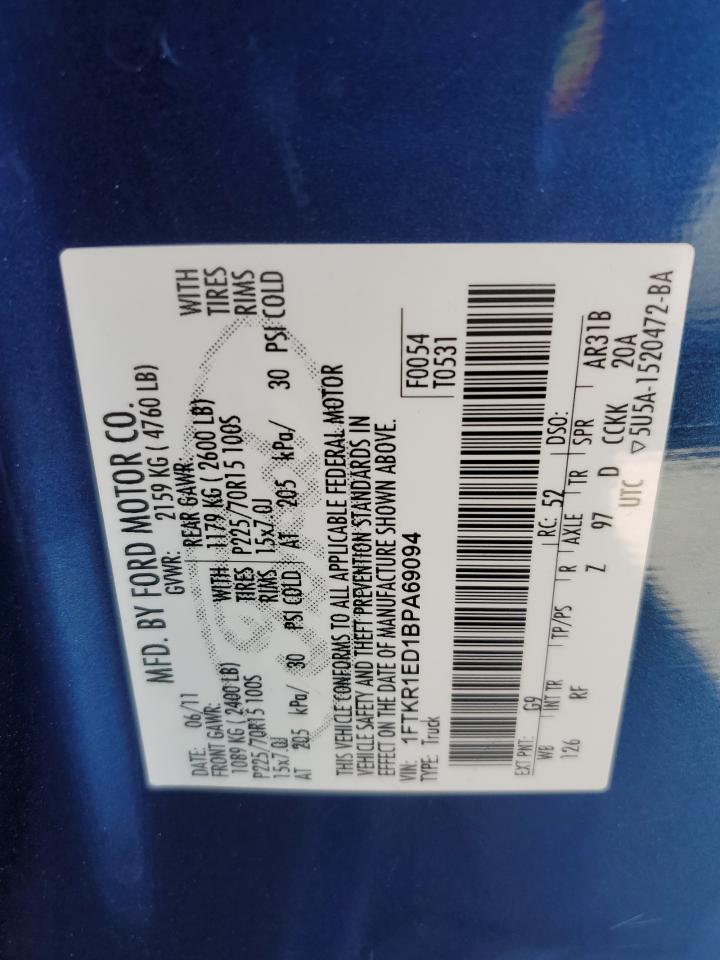 MFD. BY FORD MOTOR CO.
DATE: 06/11 GVWR: 2159 KG ( 4760 LB)
FRONT GAWR: REAR GAWR: WITH
1089 KG ( 2400 LB) WITH 1179 KG ( 2600 LB) TIRES
P225/70R15 100S TIRES P225/70R15 100S RIMS
15x7.0J RIMS 15x7.0J
AT 205 kPa/ 30 PSI COLD AT 205 kPa/ 30 PSI COLD
THIS VEHICLE CONFORMS TO ALL APPLICABLE FEDERAL MOTOR
VEHICLE SAFETY AND THEFT PREVENTION STANDARDS IN
EFFECT ON THE DATE OF MANUFACTURE SHOWN ABOVE.
VIN: 1FTKR1ED1BPA69094 F0054
TYPE: Truck T0531
EXT PNT: G9 RC: 52 DSO:
WB INT TR TP/PS R AXLE TR SPR AR31B
126 RF Z 97 D CCKK 20A
UTC ▽5U5A-1520472-BA